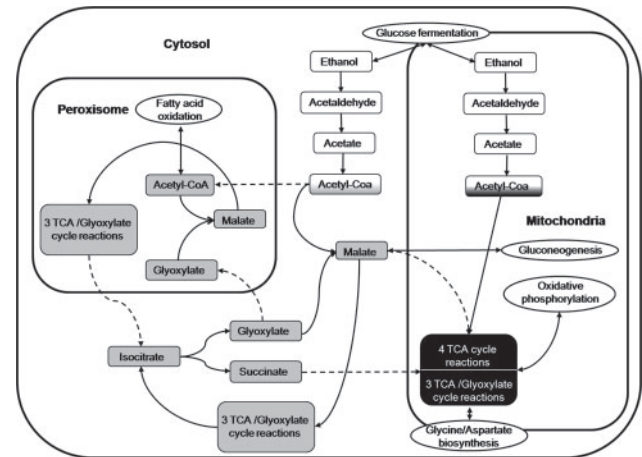 Glucose fermentation
Cytosol
Ethanol
Ethanol
Peroxisome
Fatty acid
oxidation
Acetaldehyde
Acetaldehyde
Acetate
Acetate
Acetyl-CoA
Acetyl-Coa
Acetyl-Coa
3 TCA /Glyoxylate
cycle reactions
Malate
Mitochondria
Glyoxylate
Malate
Gluconeogenesis
Oxidative
phosphorylation
Glyoxylate
Isocitrate
Succinate
4 TCA cycle
reactions
3 TCA /Glyoxylate
cycle reactions
3 TCA /Glyoxylate
cycle reactions
Glycine/Aspartate
biosynthesis